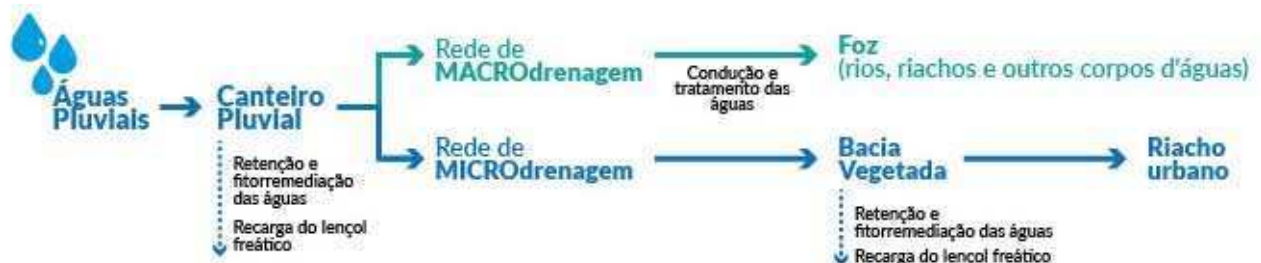 Águas
Pluviais
Canteiro
Pluvial
Retenção e
fitorremediação
das águas
Recarga do lençol
freático
Rede de
MACROdrenagem
Condução e
tratamento das
águas
Foz
(rios, riachos e outros corpos d'águas)
Rede de
MICROdrenagem
Bacia
Vegetada
Retenção e
fitorremediação das águas
Recarga do lençol freático
Riacho
urbano